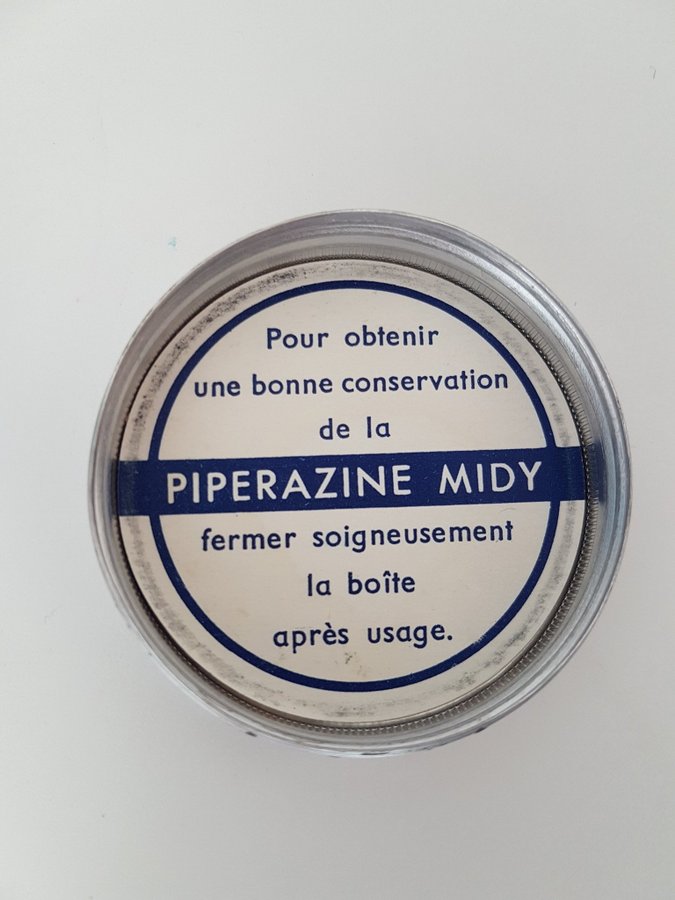 Pour obtenir
une bonne conservation
de la
PIPERAZINE MIDY
fermer soigneusement
la boîte
après usage.